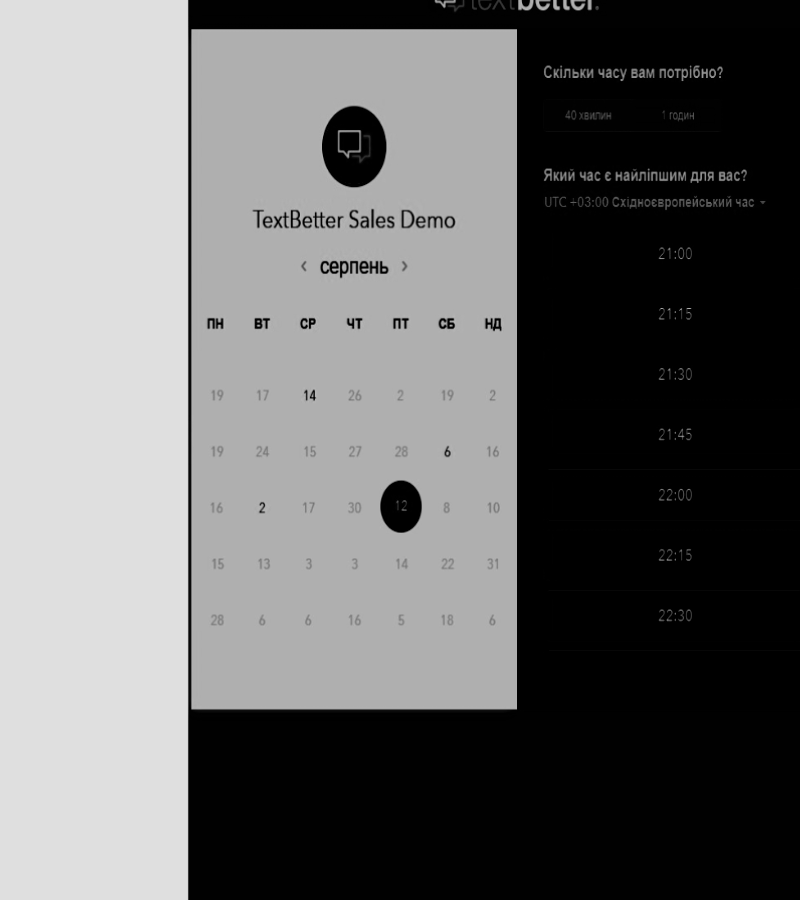 textbetter.
TextBetter Sales Demo
‹ серпень ›
ПН ВТ СР ЧТ ПТ СБ НД
19 17 14 26 2 19 2
19 24 15 27 28 6 16
16 2 17 30 12 8 10
15 13 3 3 14 22 31
28 6 6 16 5 18 6
Скільки часу вам потрібно?
40 хвилин 1 годин
Який час є найліпшим для вас?
UTC +03:00 Східноєвропейський час
21:00
21:15
21:30
21:45
22:00
22:15
22:30